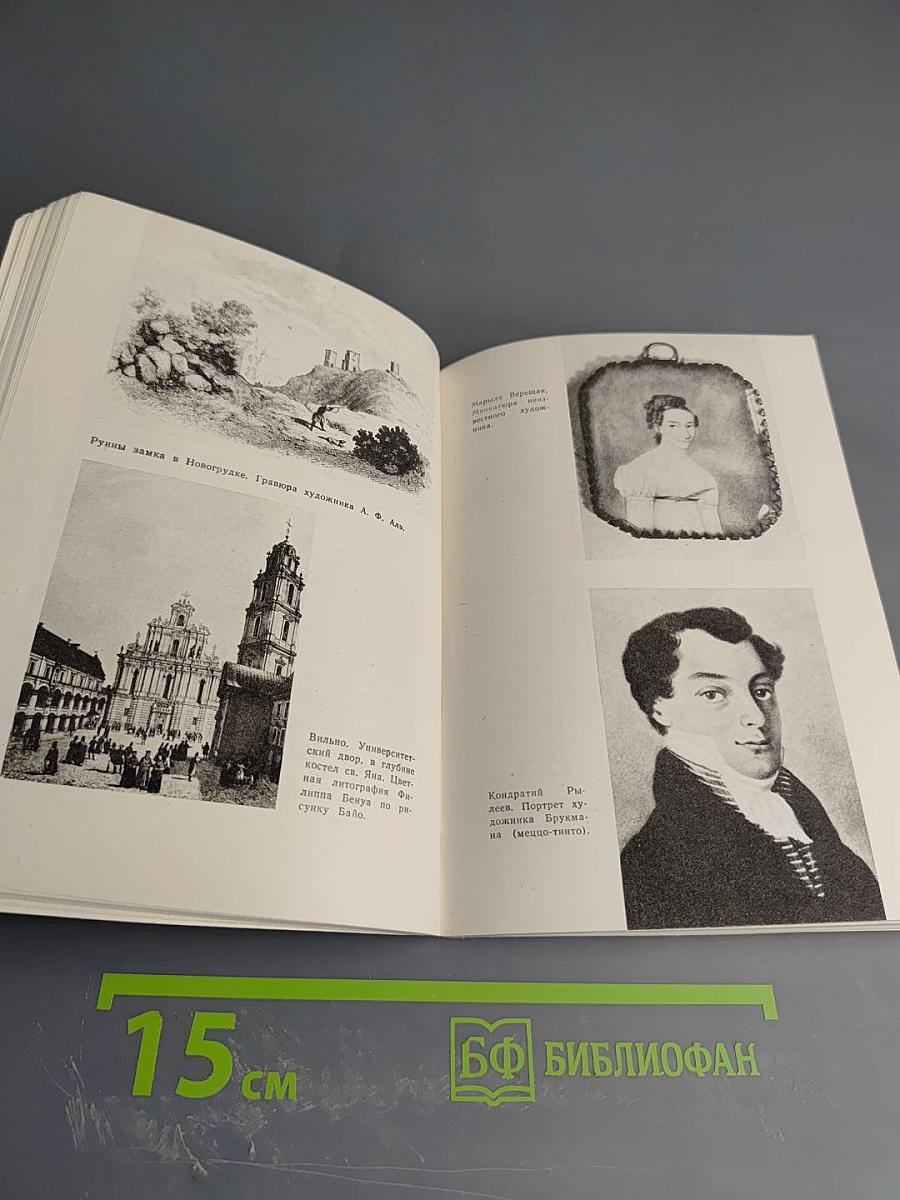 Руины замка в Новогрудке. Гравюра художника А. Ф. Алэ.
Вильно. Университет-
ский двор, в глубине
костел св. Яна. Цвет-
ная литография Фи-
липпа Бенуа по ри-
сунку Байо.
Марыля Верещак.
Миниатюра неиз-
вестного худож-
ника.
Кондратий Ры-
леев. Портрет ху-
дожника Брукма-
на (меццо-тинто).
15 см
БФ БИБЛИОФАН